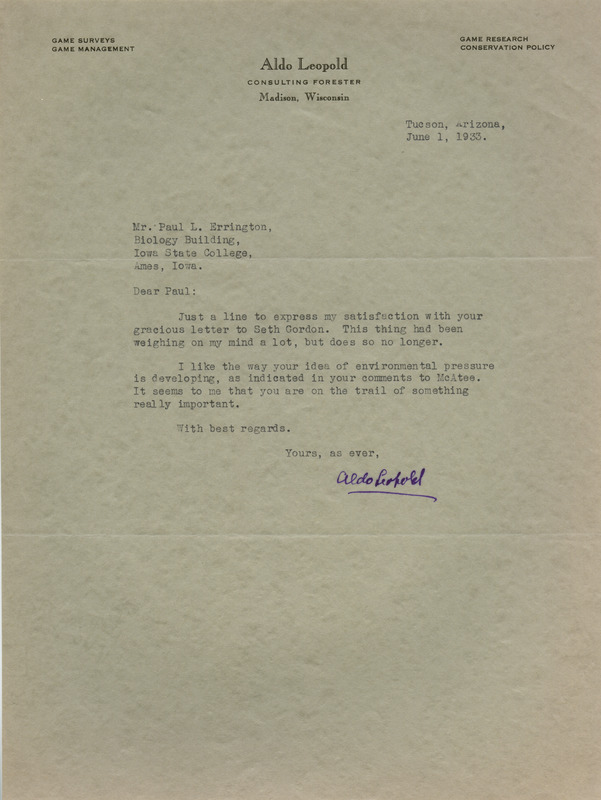 GAME SURVEYS
GAME MANAGEMENT
GAME RESEARCH
CONSERVATION POLICY
Aldo Leopold
CONSULTING FORESTER
Madison, Wisconsin
Tucson, Arizona,
June 1, 1933.
Mr. Paul L. Errington,
Biology Building,
Iowa State College,
Ames, Iowa.
Dear Paul:
Just a line to express my satisfaction with your
gracious letter to Seth Gordon. This thing had been
weighing on my mind a lot, but does so no longer.
I like the way your idea of environmental pressure
is developing, as indicated in your comments to McAtee.
It seems to me that you are on the trail of something
really important.
With best regards.
Yours, as ever,
Aldo Leopold